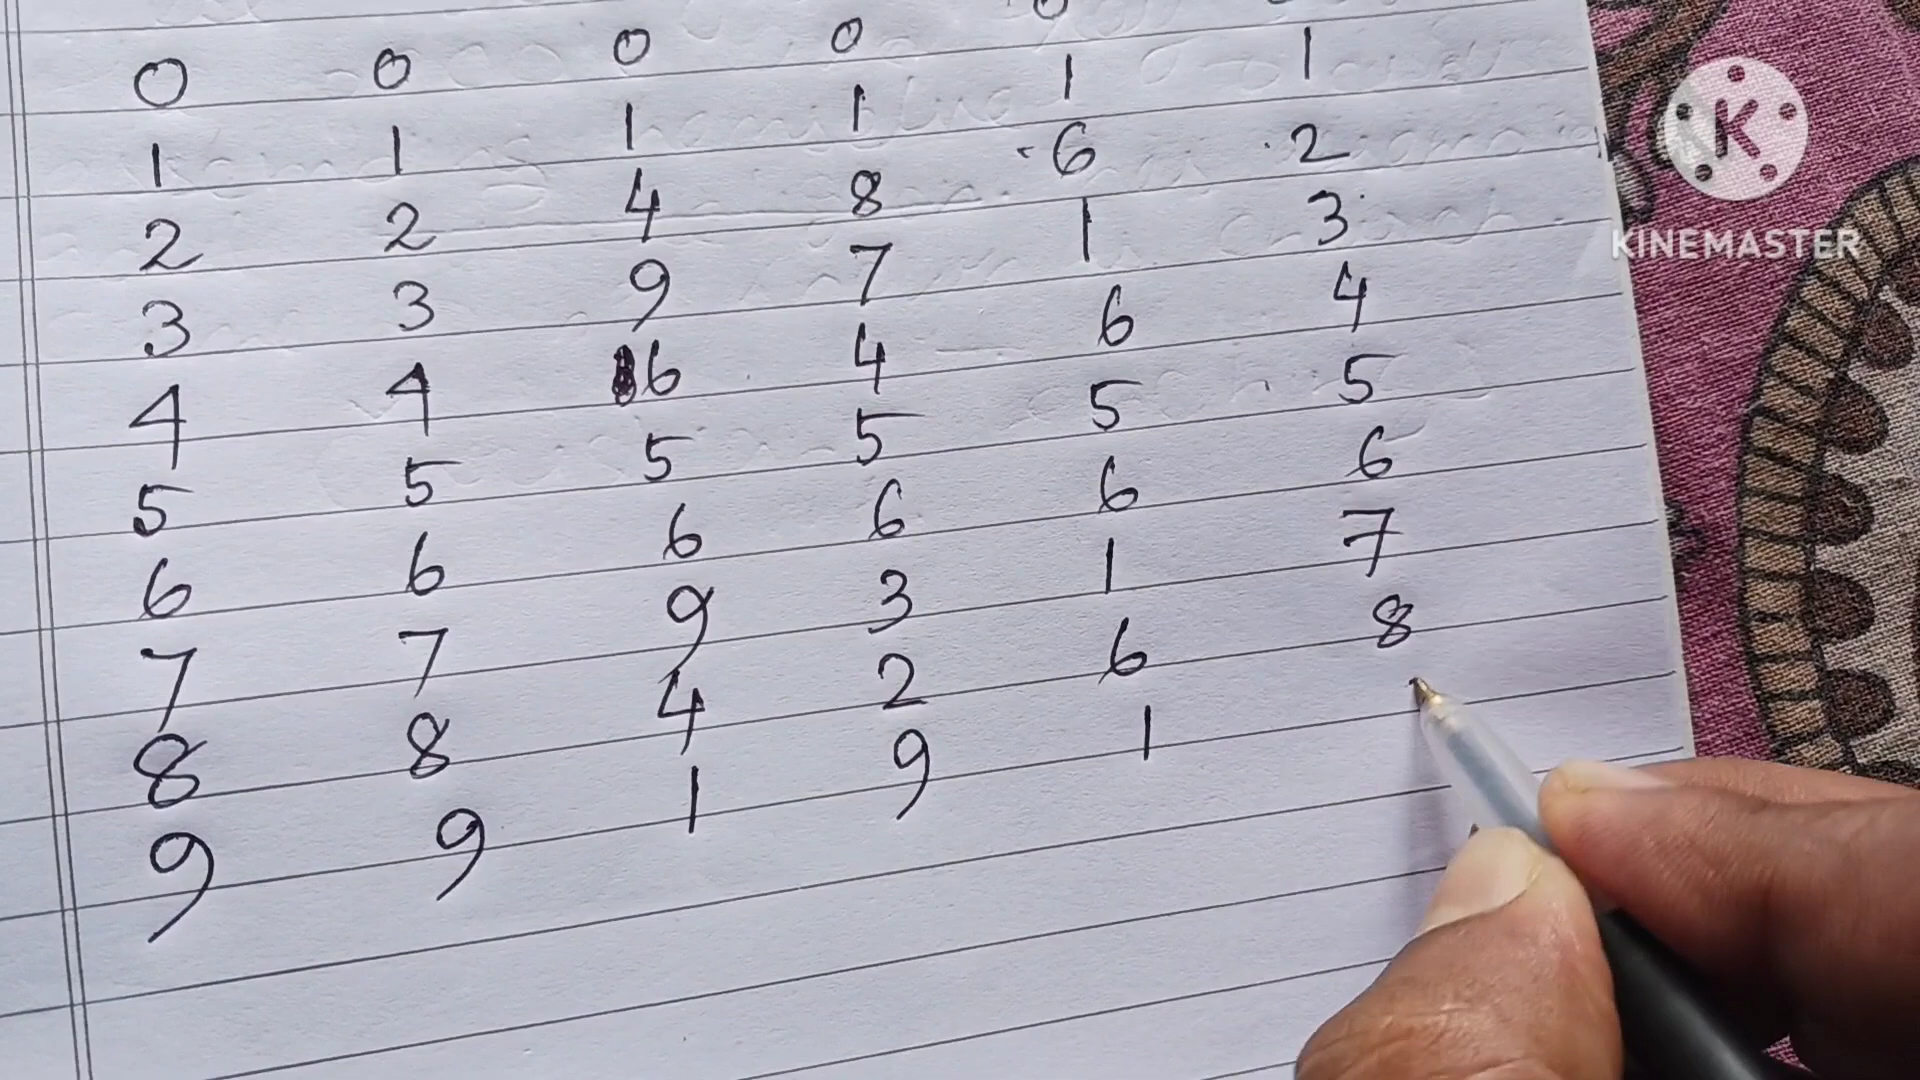 0 0 0 0 0
1 1 1 1 1 1
2 2 4 8 6 2
3 3 9 7 1 3
4 4 6 4 6 4
5 5 5 5 5 5
6 6 6 6 6 6
7 7 9 3 1 7
8 8 4 2 6 8
9 9 1 9 1
K
KINEMASTER